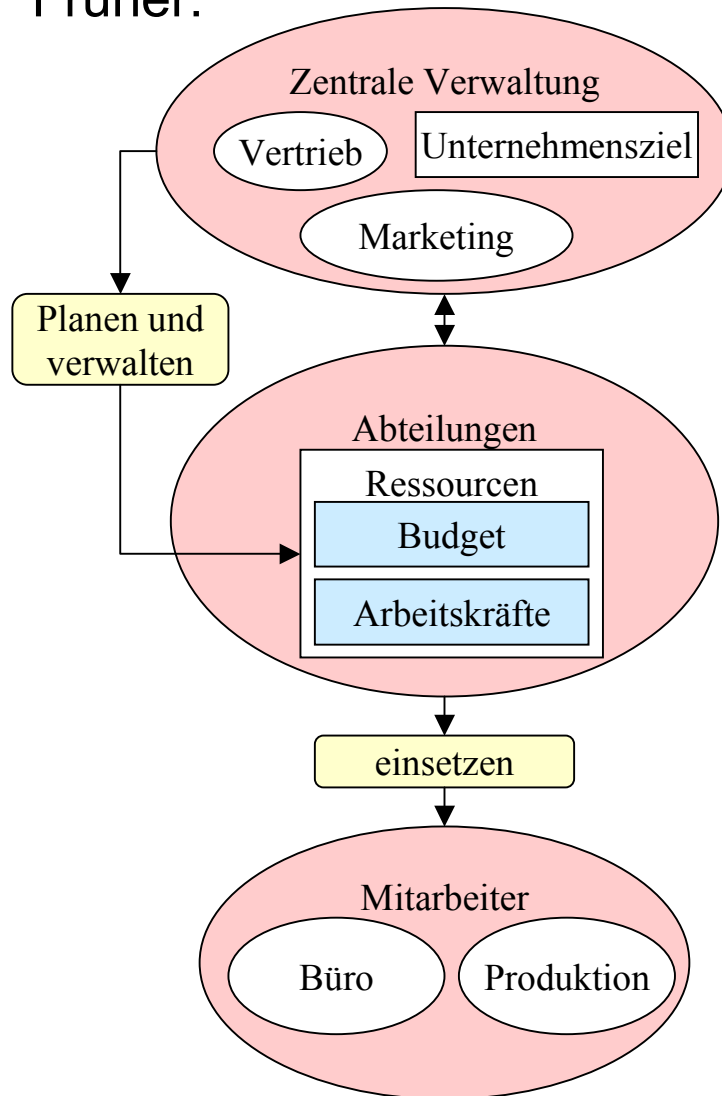 Früher:
Zentrale Verwaltung
Vertrieb
Unternehmensziel
Marketing
Planen und
verwalten
Abteilungen
Ressourcen
Budget
Arbeitskräfte
einsetzen
Mitarbeiter
Büro
Produktion